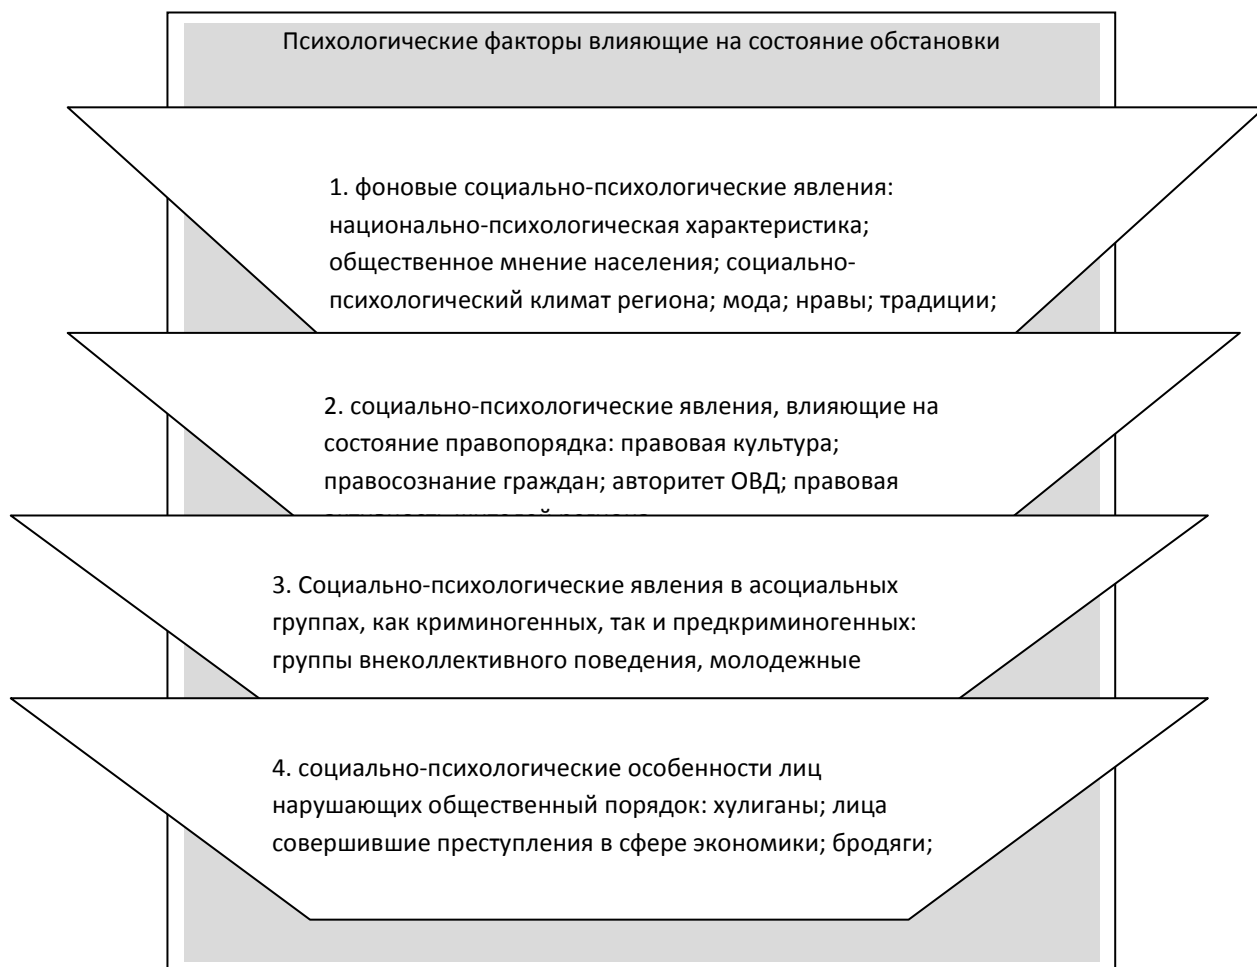 Психологические факторы влияющие на состояние обстановки
1. фоновые социально-психологические явления:
национально-психологическая характеристика;
общественное мнение населения; социально-
психологический климат региона; мода; нравы; традиции;
2. социально-психологические явления, влияющие на
состояние правопорядка: правовая культура;
правосознание граждан; авторитет ОВД; правовая
3. Социально-психологические явления в асоциальных
группах, как криминогенных, так и предкриминогенных:
группы внеколлективного поведения, молодежные
4. социально-психологические особенности лиц
нарушающих общественный порядок: хулиганы; лица
совершившие преступления в сфере экономики; бродяги;